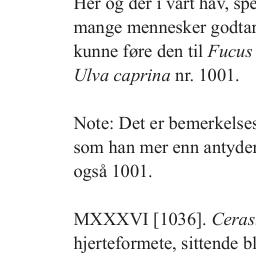 Her og der i vårt hav, spe
mange mennesker godtar
kunne føre den til Fucus
Ulva caprina nr. 1001.
Note: Det er bemerkelses
som han mer enn antyder
også 1001.
MXXXVI [1036]. Ceras
hjerteformete, sittende bl